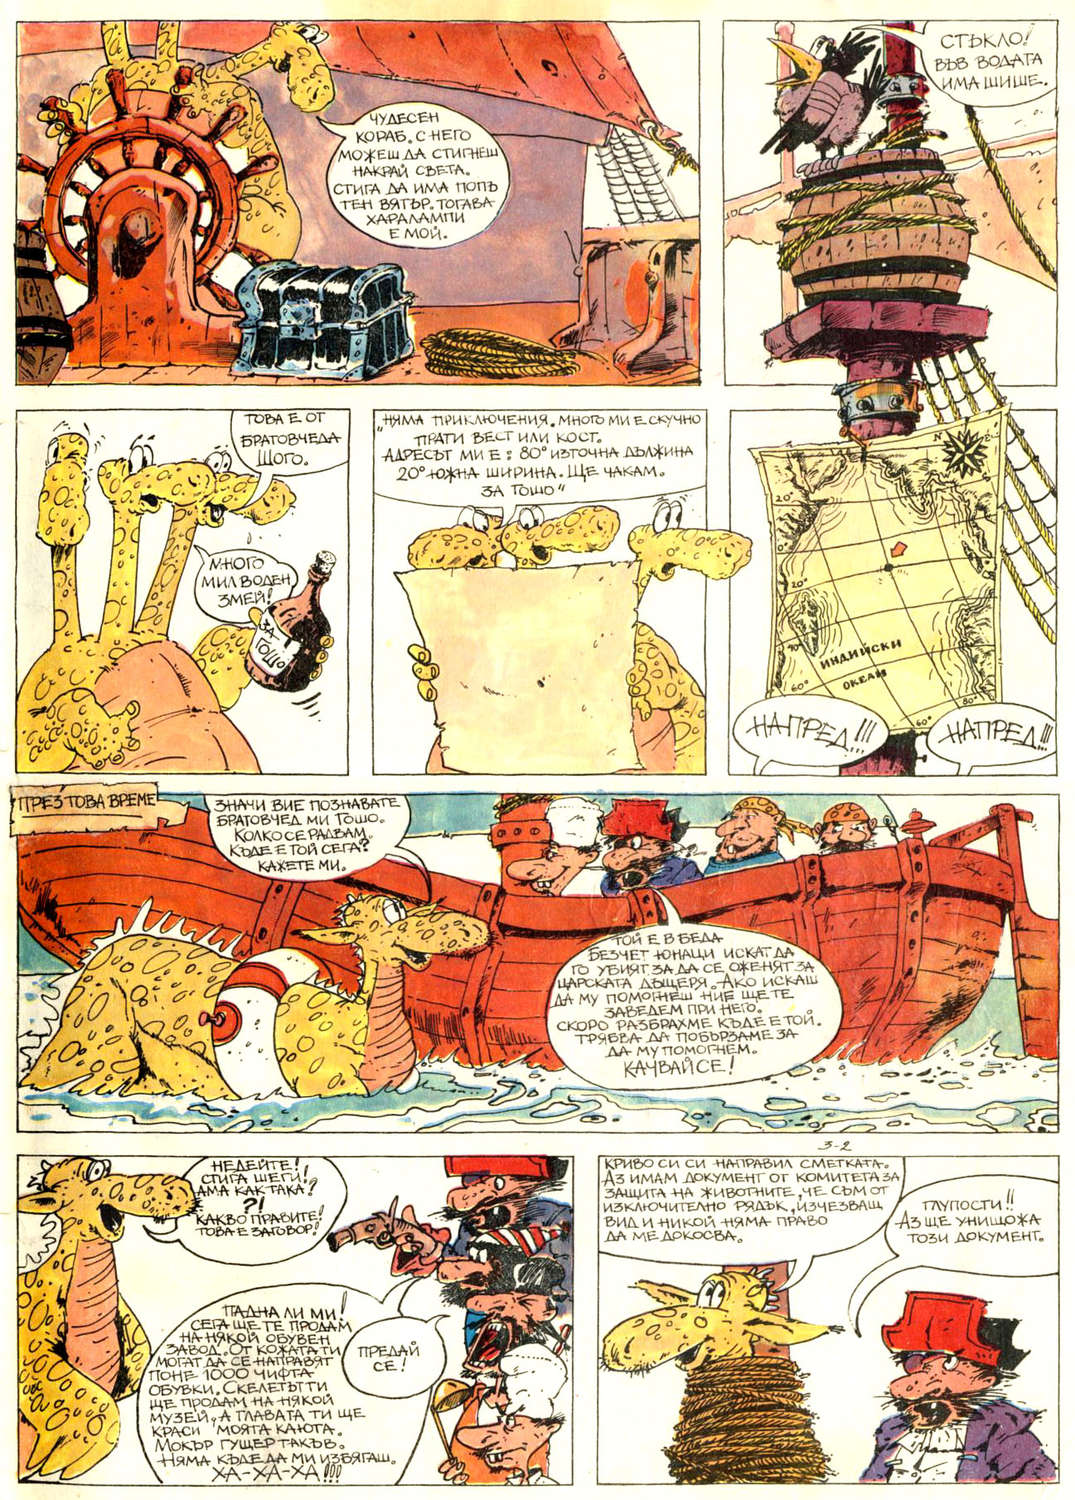 ЧУДЕСЕН
КОРАБ. С НЕГО
МОЖЕШ ДА СТИГНЕШ
НАКРАЙ СВЕТА.
СТИГА ДА ИМА ПОПЪ
ТЕН ВЯТЪР. ТОГАВА
ХАРАЛАМПИ
Е МОЙ.
СТЪКЛО!
ВЪВ ВОДАТА
ИМА ШИШЕ.
ТОВА Е ОТ
БРАТОВЧЕДА
ЩОГО.
МНОГО
МИЛ ВОДЕН
ЗМЕЙ!
ЗА
ГОШО
"НЯМА ПРИКЛЮЧЕНИЯ. МНОГО МИ Е СКУЧНО
ПРАТИ ВЕСТ ИЛИ КОСТ.
АДРЕСЪТ МИ Е: 80° ИЗТОЧНА ДЪЛЖИНА
20° ЮЖНА ШИРИНА. ЩЕ ЧАКАМ.
ЗА ГОШО"
N
20°
20°
40°
60°
60°
80°
ИНДИЙСКИ
ОКЕАН
НАПРЕД!!!
НАПРЕД!!!
ПРЕЗ ТОВА ВРЕМЕ
ЗНАЧИ ВИЕ ПОЗНАВАТЕ
БРАТОВЧЕД МИ ГОШО.
КОЛКО СЕ РАДВАМ.
КЪДЕ Е ТОЙ СЕГА?
КАЖЕТЕ МИ.
ТОЙ Е В БЕДА
БЕЗЧЕТ ЮНАЦИ ИСКАТ ДА
ГО УБИЯТ, ЗА ДА СЕ ОЖЕНЯТ ЗА
ЦАРСКАТА ДЪЩЕРЯ. АКО ИСКАШ
ДА МУ ПОМОГНЕШ НИЕ ЩЕ ТЕ
ЗАВЕДЕМ ПРИ НЕГО.
СКОРО РАЗБРАХМЕ КЪДЕ Е ТОЙ.
ТРЯБВА ДА ПОБЪРЗАМЕ ЗА
ДА МУ ПОМОГНЕМ.
КАЧВАЙ СЕ!
3-2
НЕДЕЙТЕ!
СТИГА ШЕГИ!
АМА КАК ТАКА?!
?!
КАКВО ПРАВИТЕ!
ТОВА Е ЗАГОВОР!
ПАДНА ЛИ МИ!
СЕГА ЩЕ ТЕ ПРОДАМ
НА НЯКОЙ ОБУВЕН
ЗАВОД. ОТ КОЖАТА ТИ
МОГАТ ДА СЕ НАПРАВЯТ
ПОНЕ 1000 ЧИФТА
ОБУВКИ. СКЕЛЕТЪТ ТИ
ЩЕ ПРОДАМ НА НЯКОЙ
МУЗЕЙ, А ГЛАВАТА ТИ ЩЕ
КРАСИ МОЯТА КАЮТА.
МОКЪР ГУЩЕР ТАКЪВ.
НЯМА КЪДЕ ДА МИ ИЗБЯГАШ.
ХА-ХА-ХА!!!
ПРЕДАЙ
СЕ!
КРИВО СИ СИ НАПРАВИЛ СМЕТКАТА.
АЗ ИМАМ ДОКУМЕНТ ОТ КОМИТЕТА ЗА
ЗАЩИТА НА ЖИВОТНИТЕ, ЧЕ СЪМ ОТ
ИЗКЛЮЧИТЕЛНО РЯДЪК, ИЗЧЕЗВАЩ
ВИД И НИКОЙ НЯМА ПРАВО
ДА МЕ ДОКОСВА.
ГЛУПОСТИ!!
АЗ ЩЕ УНИЩОЖА
ТОЗИ ДОКУМЕНТ.